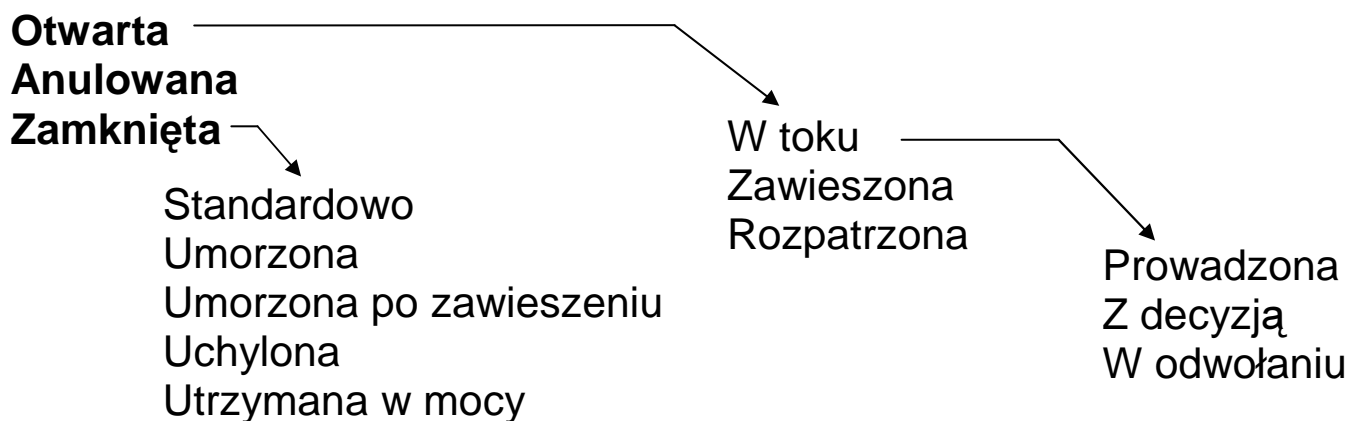 Otwarta
Anulowana
Zamknięta
Standardowo
Umorzona
Umorzona po zawieszeniu
Uchylona
Utrzymana w mocy
W toku
Zawieszona
Rozpatrzona
Prowadzona
Z decyzją
W odwołaniu